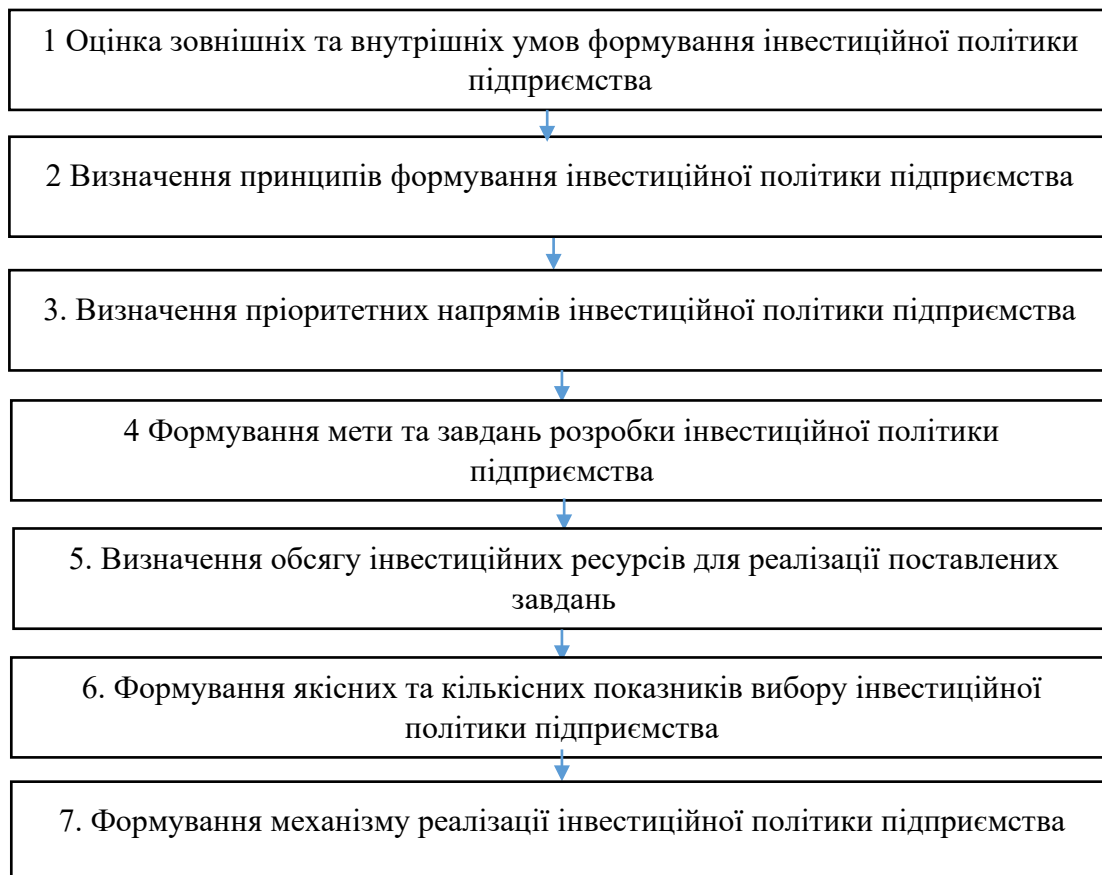 1 Оцінка зовнішніх та внутрішніх умов формування інвестиційної політики
підприємства
2 Визначення принципів формування інвестиційної політики підприємства
3. Визначення пріоритетних напрямів інвестиційної політики підприємства
4 Формування мети та завдань розробки інвестиційної політики
підприємства
5. Визначення обсягу інвестиційних ресурсів для реалізації поставлених
завдань
6. Формування якісних та кількісних показників вибору інвестиційної
політики підприємства
7. Формування механізму реалізації інвестиційної політики підприємства